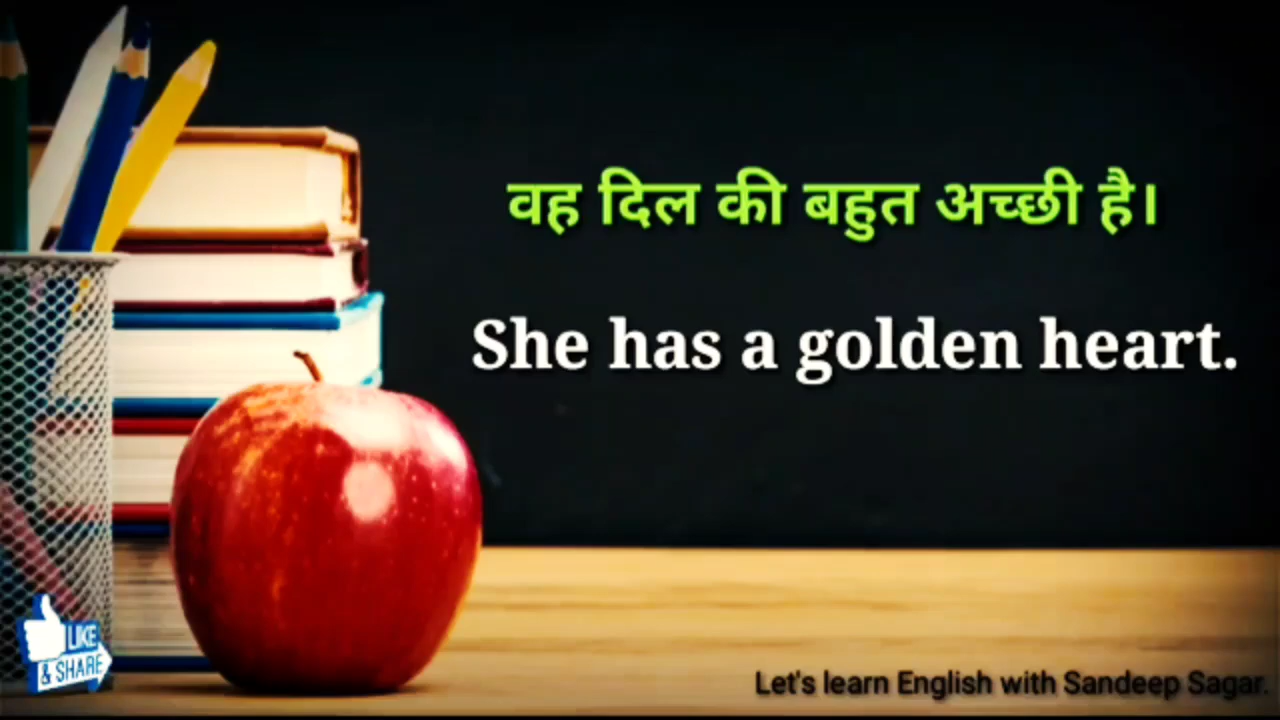 वह दिल की बहुत अच्छी है।
She has a golden heart.
LIKE
& SHARE
Let's learn English with Sandeep Sagar.